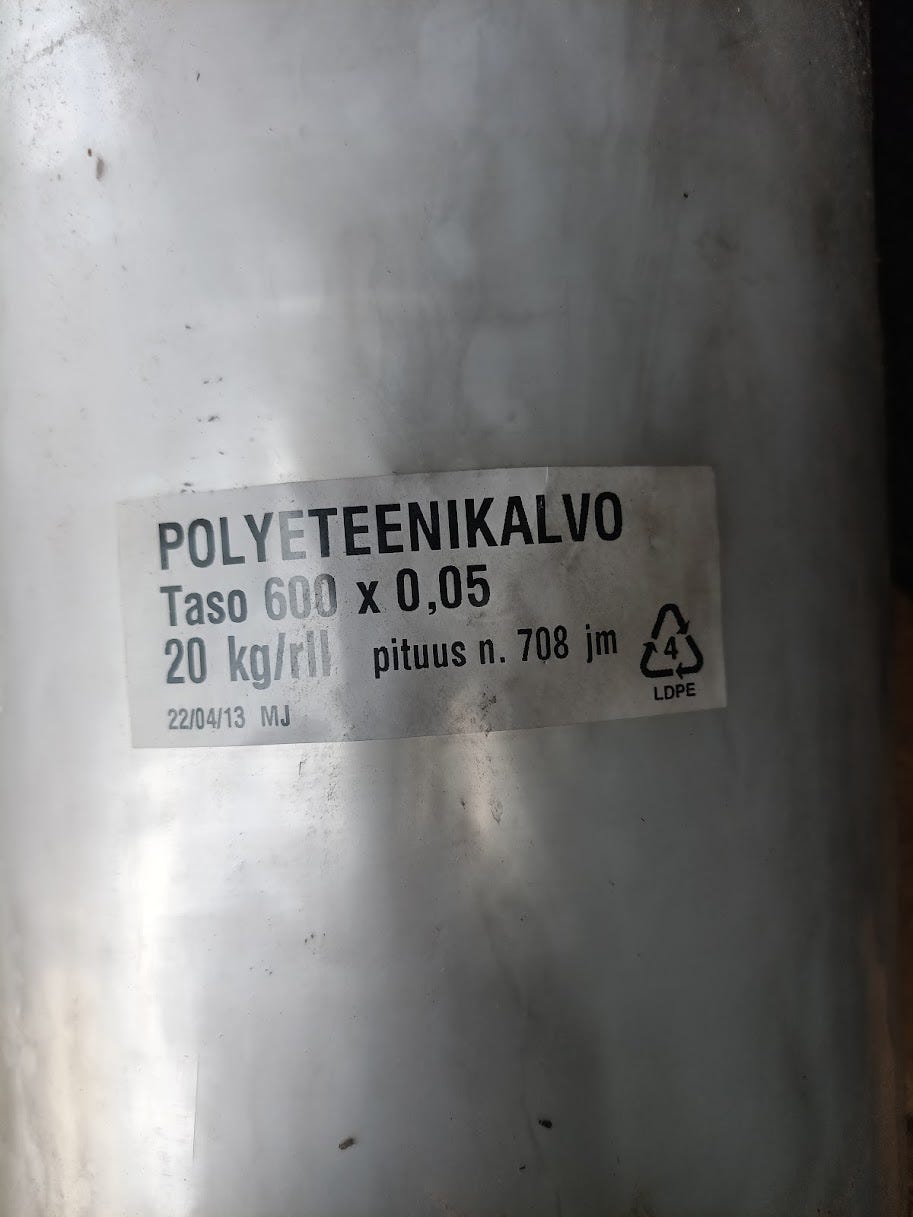 POLYETEENIKALVO
Taso 600 x 0,05
20 kg/rll pituus n. 708 jm
4
LDPE
22/04/13 MJ